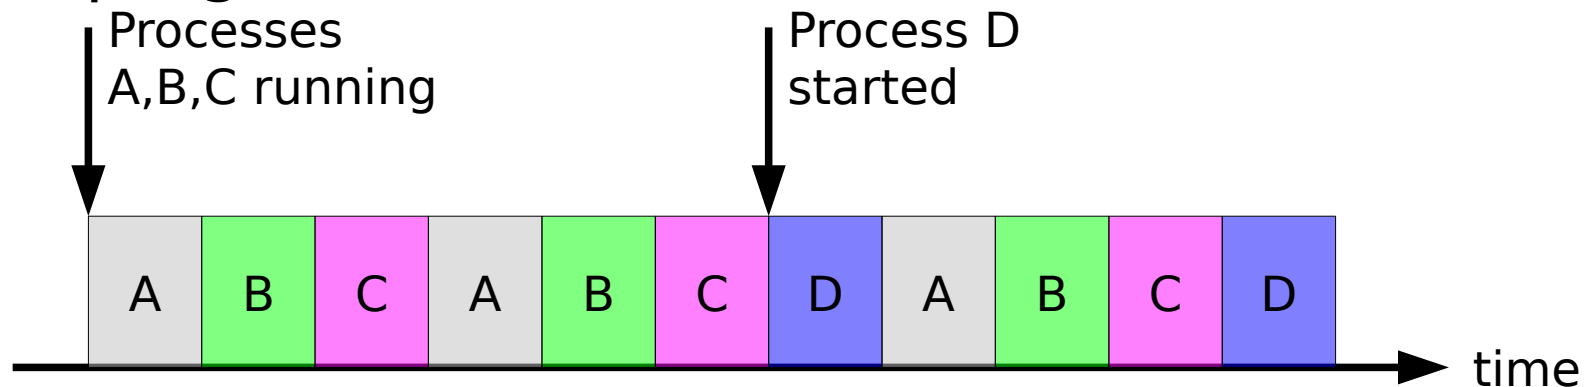 Processes
A,B,C running
Process D
started
A B C A B C D A B C D
time